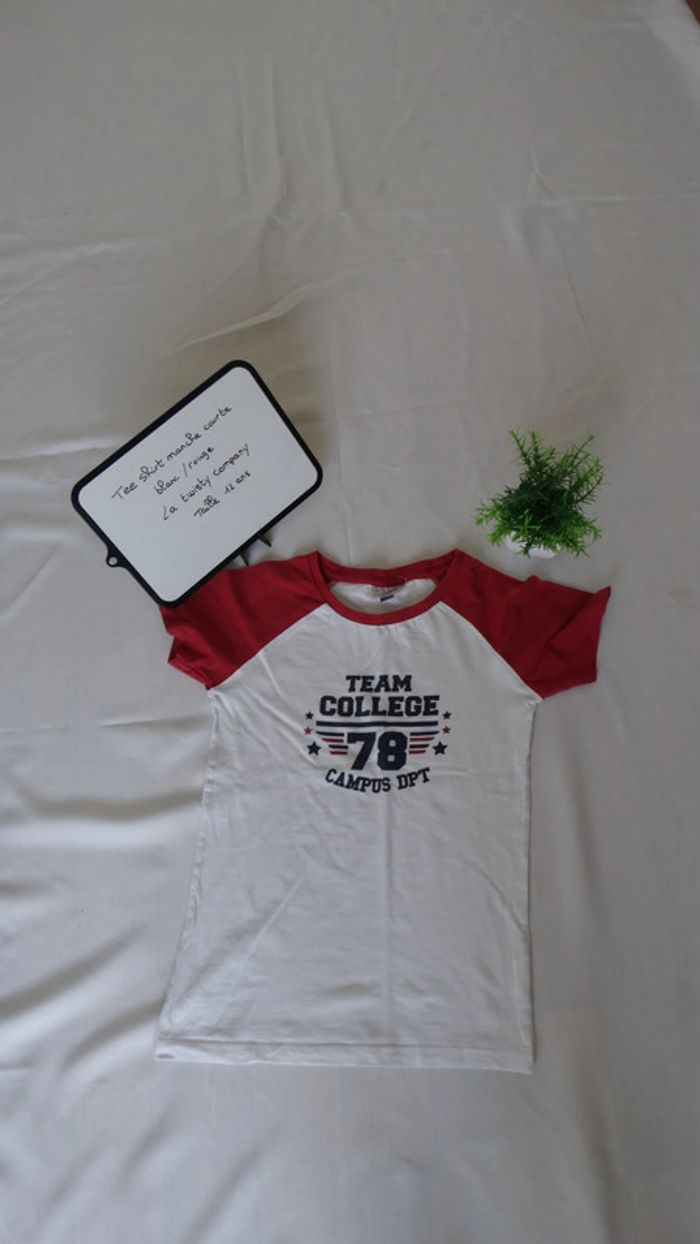 Tee shirt manche courte
blanc / rouge
La twisty company
Taille 12 ans
TEAM
COLLEGE
78
CAMPUS DPT